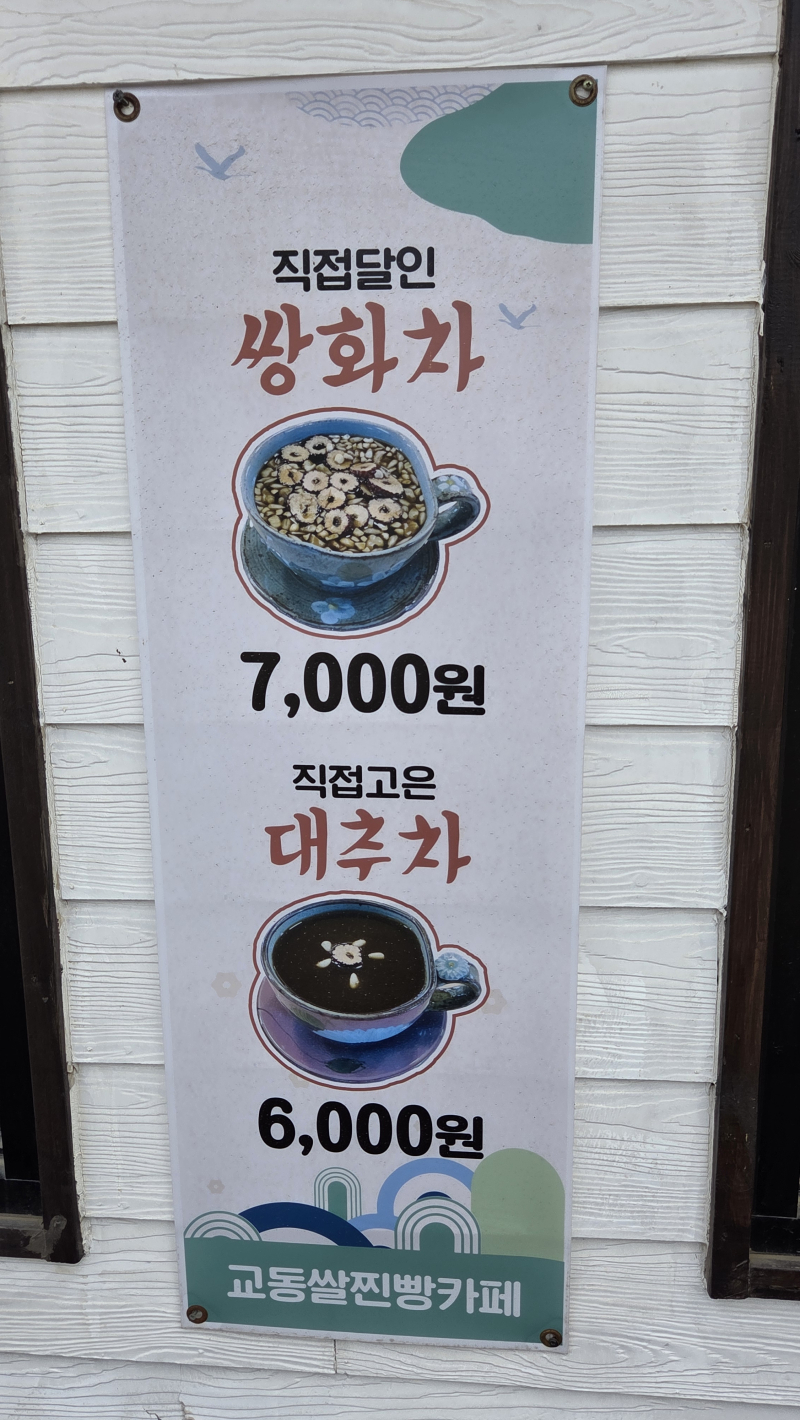 직접달인
쌍화차
7,000원
직접고은
대추차
6,000원
교동쌀찐빵카페